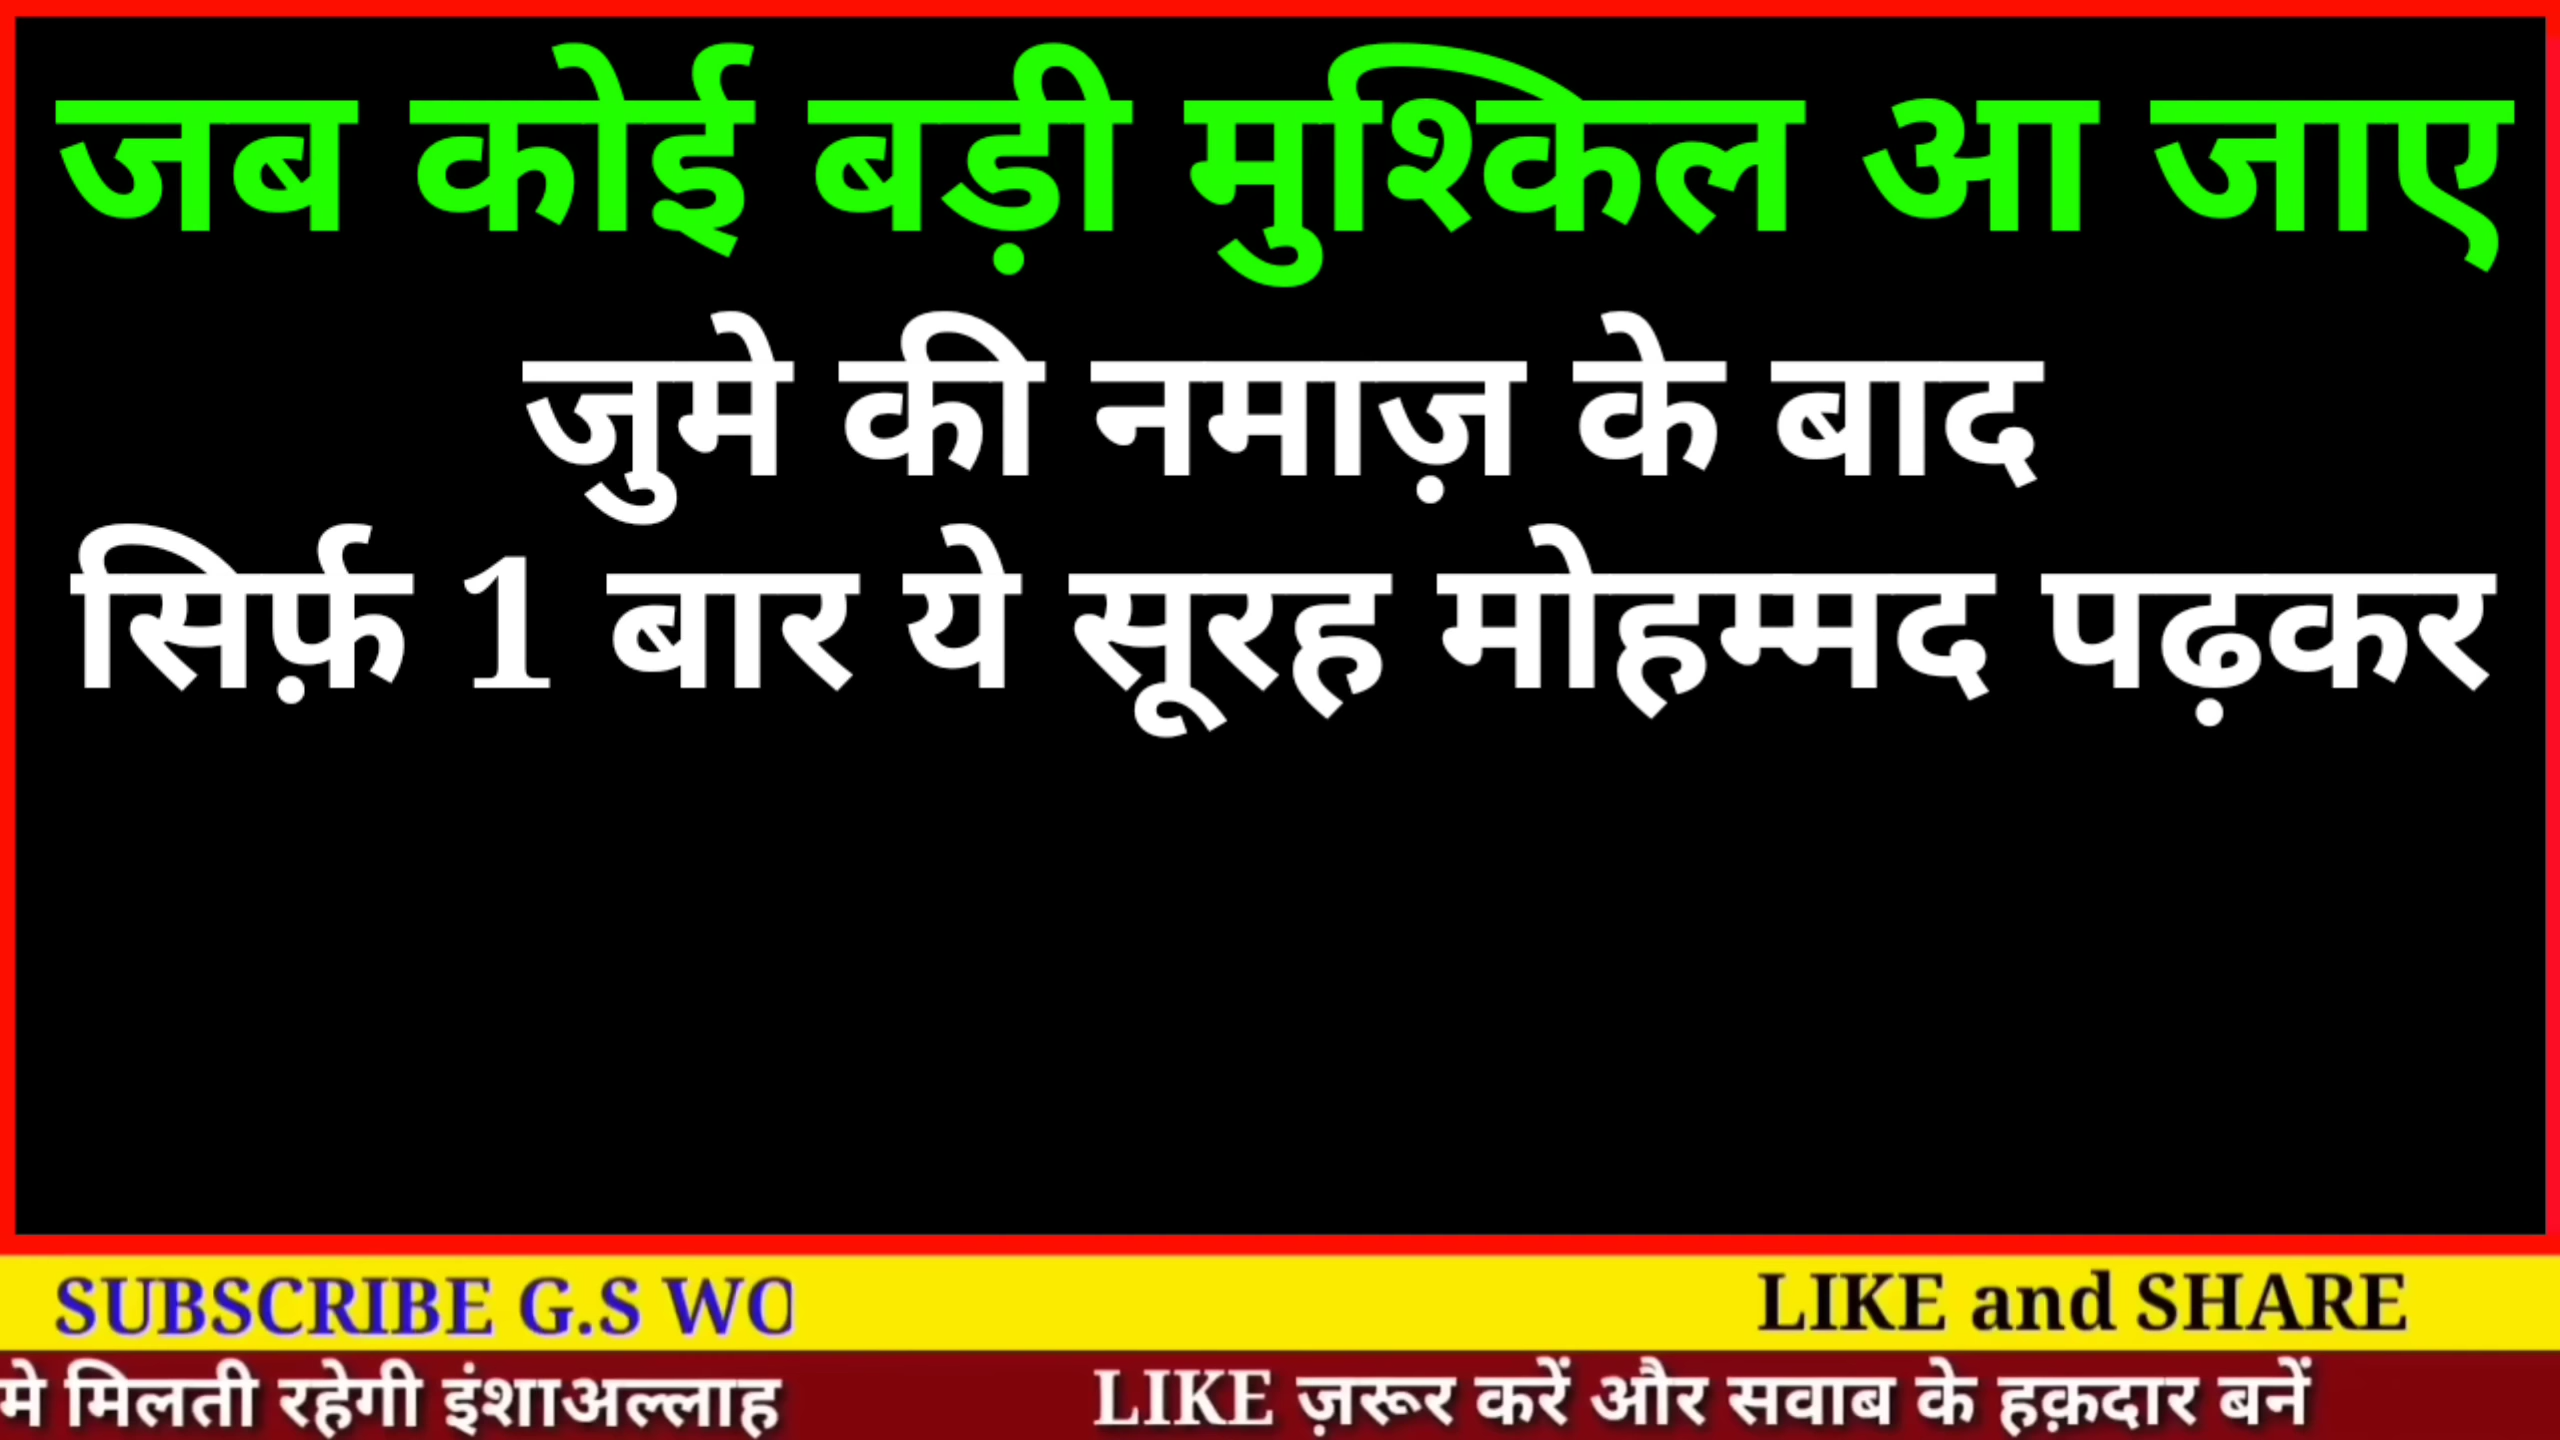 जब कोई बड़ी मुश्किल आ जाए
जुमे की नमाज़ के बाद
सिर्फ़ 1 बार ये सूरह मोहम्मद पढ़कर
SUBSCRIBE G.S WO
LIKE and SHARE
मे मिलती रहेगी इंशाअल्लाह
LIKE ज़रूर करें और सवाब के हक़दार बनें